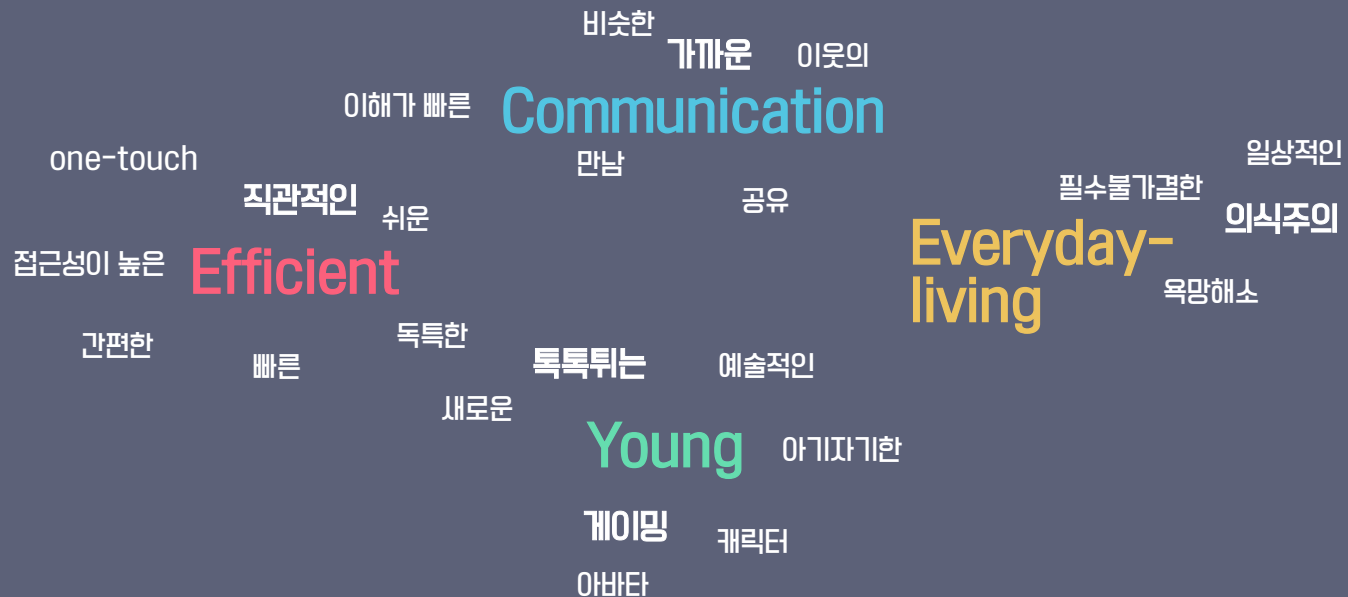 비슷한
가까운
이웃의
이해가 빠른
Communication
만남
공유
one-touch
직관적인
쉬운
접근성이 높은
Efficient
간편한
빠른
독특한
새로운
톡톡튀는
예술적인
Young
아기자기한
게이밍
캐릭터
아바타
일상적인
필수불가결한
의식주의
Everyday-
living
욕망해소